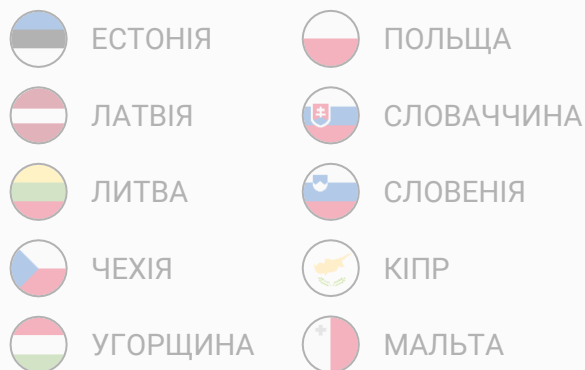 ЕСТОНІЯ
ЛАТВІЯ
ЛИТВА
ЧЕХІЯ
УГОРЩИНА
ПОЛЬЩА
СЛОВАЧЧИНА
СЛОВЕНІЯ
КІПР
МАЛЬТА